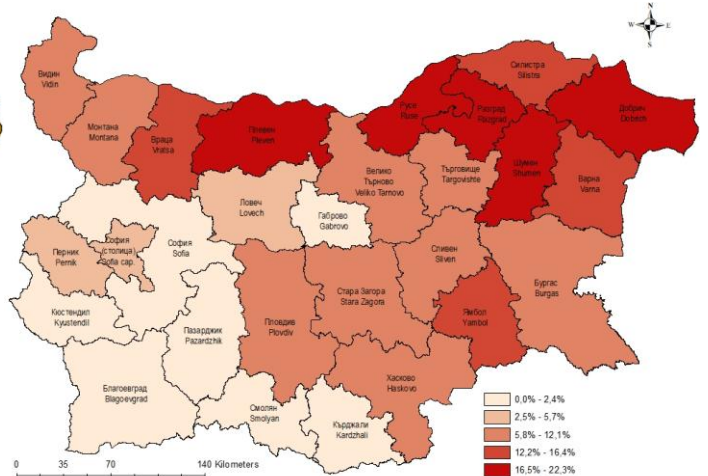 N
W E
S
Видин
Vidin
Монтана
Montana
Враца
Vratsa
Плевен
Pleven
Русе
Ruse
Разград
Razgrad
Силистра
Silistra
Добрич
Dobrich
Шумен
Shumen
Варна
Varna
Търговище
Targovishte
Велико
Търново
Veliko Tarnovo
Ловеч
Lovech
Габрово
Gabrovo
София
(столица)
Sofia cap.
Перник
Pernik
София
Sofia
Кюстендил
Kyustendil
Благоевград
Blagoevgrad
Пазарджик
Pazardzhik
Пловдив
Plovdiv
Стара Загора
Stara Zagora
Сливен
Sliven
Ямбол
Yambol
Бургас
Burgas
Хасково
Haskovo
Смолян
Smolyan
Кърджали
Kardzhali
0,0% - 2,4%
2,5% - 5,7%
5,8% - 12,1%
12,2% - 16,4%
16,5% - 22,3%
0 35 70 140 Kilometers